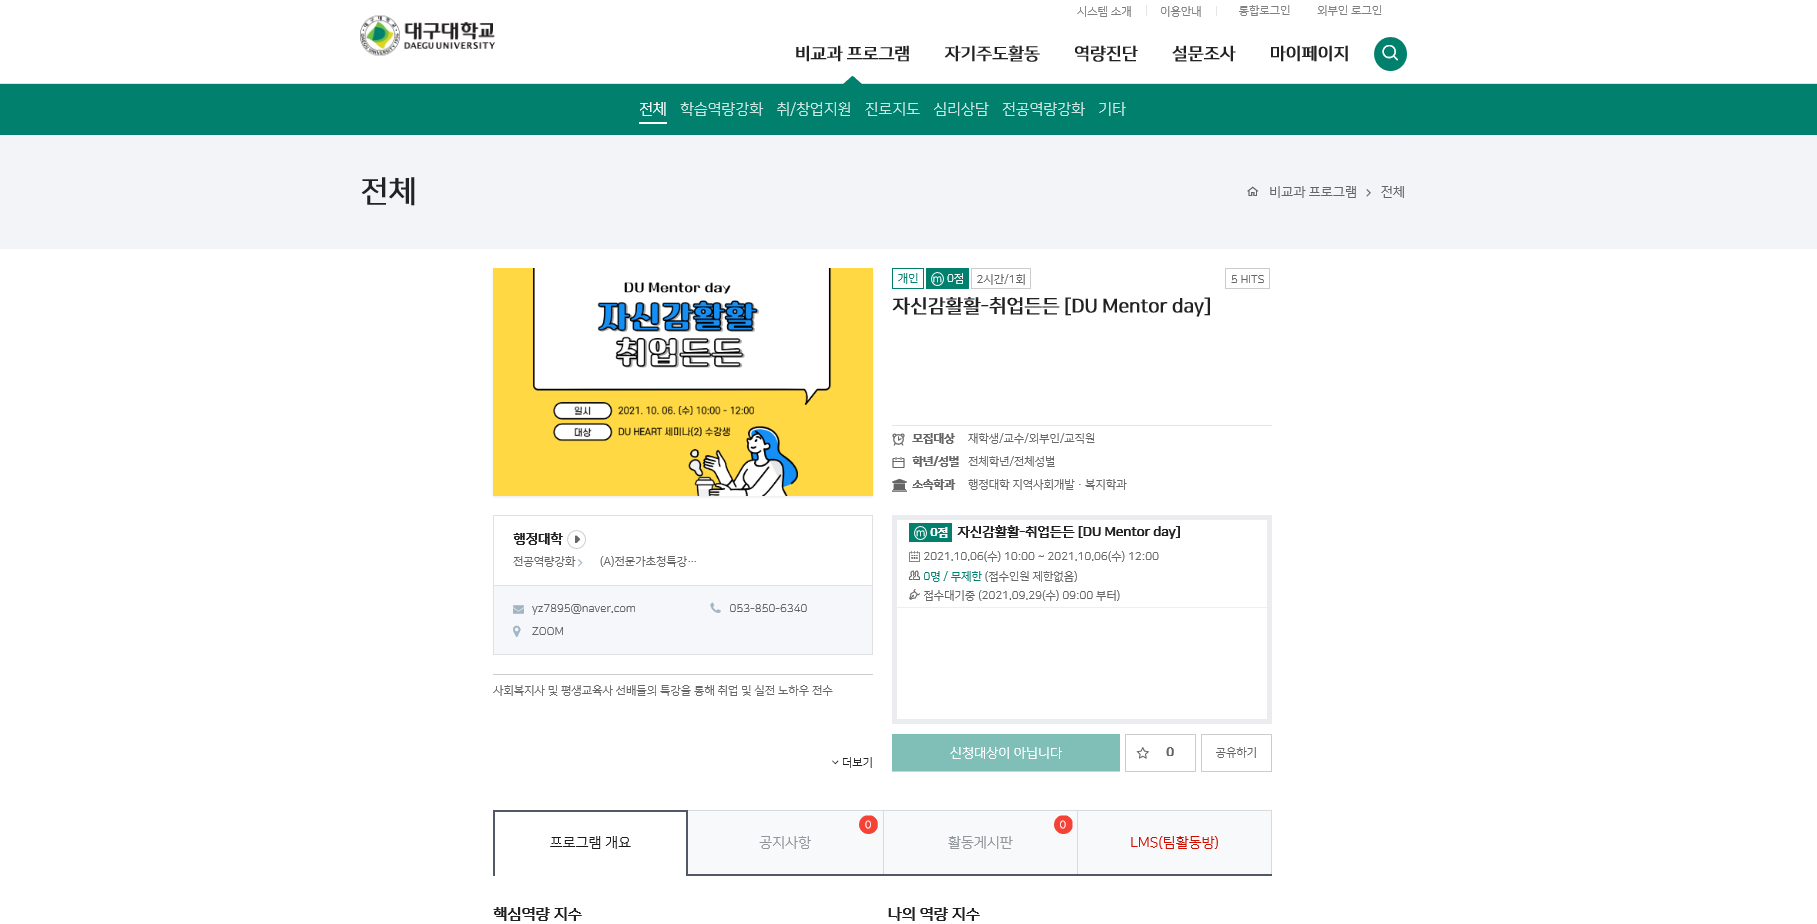 시스템 소개
이용안내
통합로그인
외부인 로그인
대구대학교
DAEGU UNIVERSITY
비교과 프로그램
자기주도활동
역량진단
설문조사
마이페이지
전체
학습역량강화
취/창업지원
진로지도
심리상담
전공역량강화
기타
전체
비교과 프로그램 > 전체
DU Mentor day
자신감활활
취업든든
일시 2021. 10. 06. (수) 10:00 - 12:00
대상 DU HEART 세미나(2) 수강생
개인 ⓜ 0점 2시간/1회
5 HITS
자신감활활-취업든든 [DU Mentor day]
모집대상 재학생/교수/외부인/교직원
학년/성별 전체학년/전체성별
소속학과 행정대학 지역사회개발·복지학과
행정대학
전공역량강화 > (A)전문가초청특강···
yz7895@naver.com
053-850-6340
ZOOM
사회복지사 및 평생교육사 선배들의 특강을 통해 취업 및 실전 노하우 전수
더보기
ⓜ 0점 자신감활활-취업든든 [DU Mentor day]
2021.10.06(수) 10:00 ~ 2021.10.06(수) 12:00
0명 / 무제한 (접수인원 제한없음)
접수대기중 (2021.09.29(수) 09:00 부터)
신청대상이 아닙니다
0
공유하기
프로그램 개요
공지사항
0
활동게시판
0
LMS(팀활동방)
핵심역량 지수
나의 역량 지수